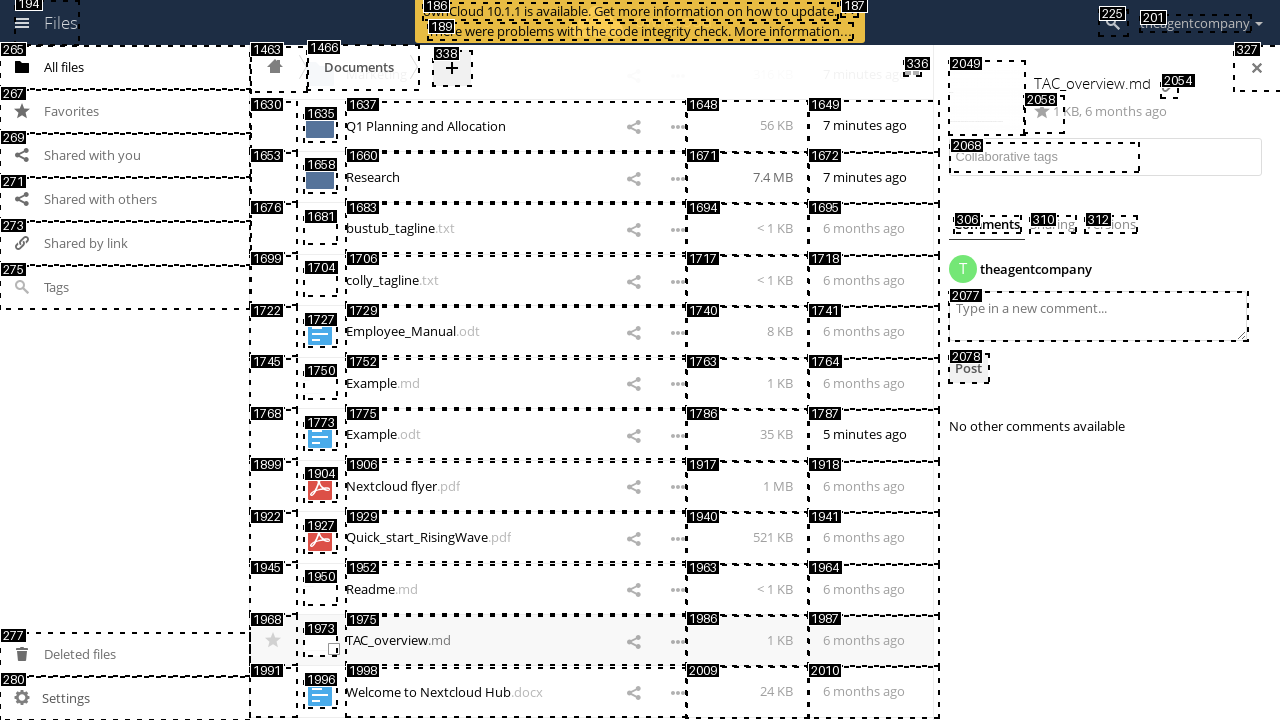 194
Files
186
ownCloud 10.1.1 is available. Get more information on how to update.
187
189
There were problems with the code integrity check. More information…
225
201
theagentcompany
265
All files
267
Favorites
269
Shared with you
271
Shared with others
273
Shared by link
275
Tags
277
Deleted files
280
Settings
1463
1466
Documents
338
+
336
7 minutes ago
1630
1635
1637
Q1 Planning and Allocation
1648
56 KB
1649
7 minutes ago
1653
1658
1660
Research
1671
7.4 MB
1672
7 minutes ago
1676
1681
1683
bustub_tagline.txt
1694
< 1 KB
1695
6 months ago
1699
1704
1706
colly_tagline.txt
1717
< 1 KB
1718
6 months ago
1722
1727
1729
Employee_Manual.odt
1740
8 KB
1741
6 months ago
1745
1750
1752
Example.md
1763
1 KB
1764
6 months ago
1768
1773
1775
Example.odt
1786
35 KB
1787
5 minutes ago
1899
1904
1906
Nextcloud flyer.pdf
1917
1 MB
1918
6 months ago
1922
1927
1929
Quick_start_RisingWave.pdf
1940
521 KB
1941
6 months ago
1945
1950
1952
Readme.md
1963
< 1 KB
1964
6 months ago
1968
1973
1975
TAC_overview.md
1986
1 KB
1987
6 months ago
1991
1996
1998
Welcome to Nextcloud Hub.docx
2009
24 KB
2010
6 months ago
327
2049
TAC_overview.md
2054
2058
1 KB, 6 months ago
2068
Collaborative tags
306
Comments
310
Sharing
312
Versions
T
theagentcompany
2077
Type in a new comment...
2078
Post
No other comments available